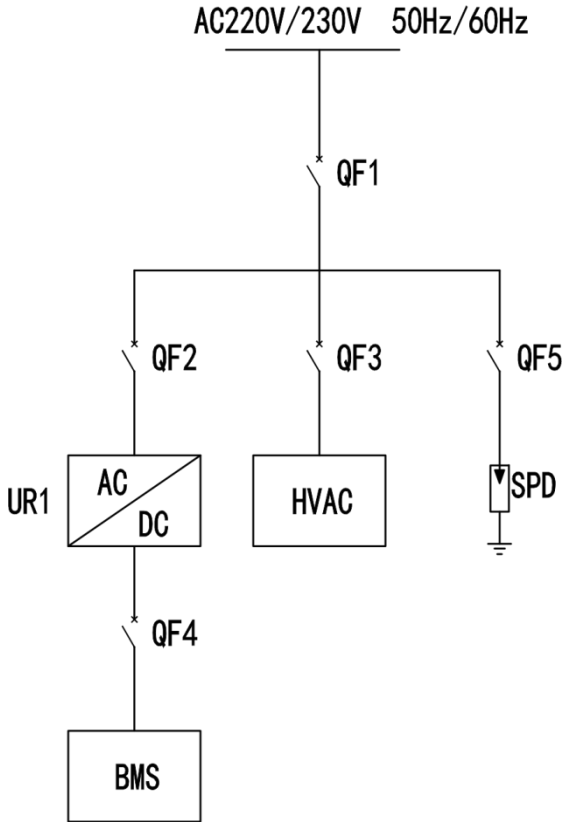 AC220V/230V 50Hz/60Hz
QF1
QF2
QF3
QF5
UR1
AC
DC
HVAC
SPD
QF4
BMS